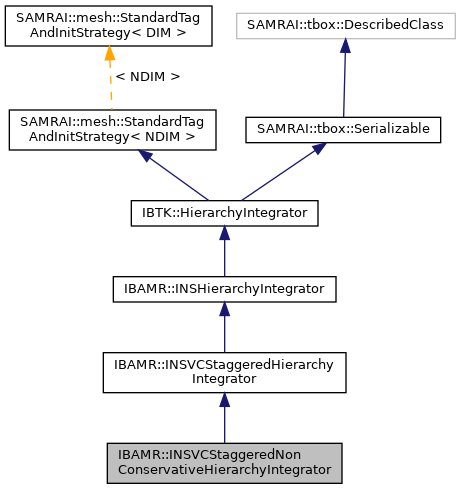 SAMRAI::mesh::StandardTag
AndInitStrategy< DIM >
SAMRAI::tbox::DescribedClass
< NDIM >
SAMRAI::mesh::StandardTag
AndInitStrategy< NDIM >
SAMRAI::tbox::Serializable
IBTK::HierarchyIntegrator
IBAMR::INSHierarchyIntegrator
IBAMR::INSVCStaggeredHierarchy
Integrator
IBAMR::INSVCStaggeredNon
ConservativeHierarchyIntegrator